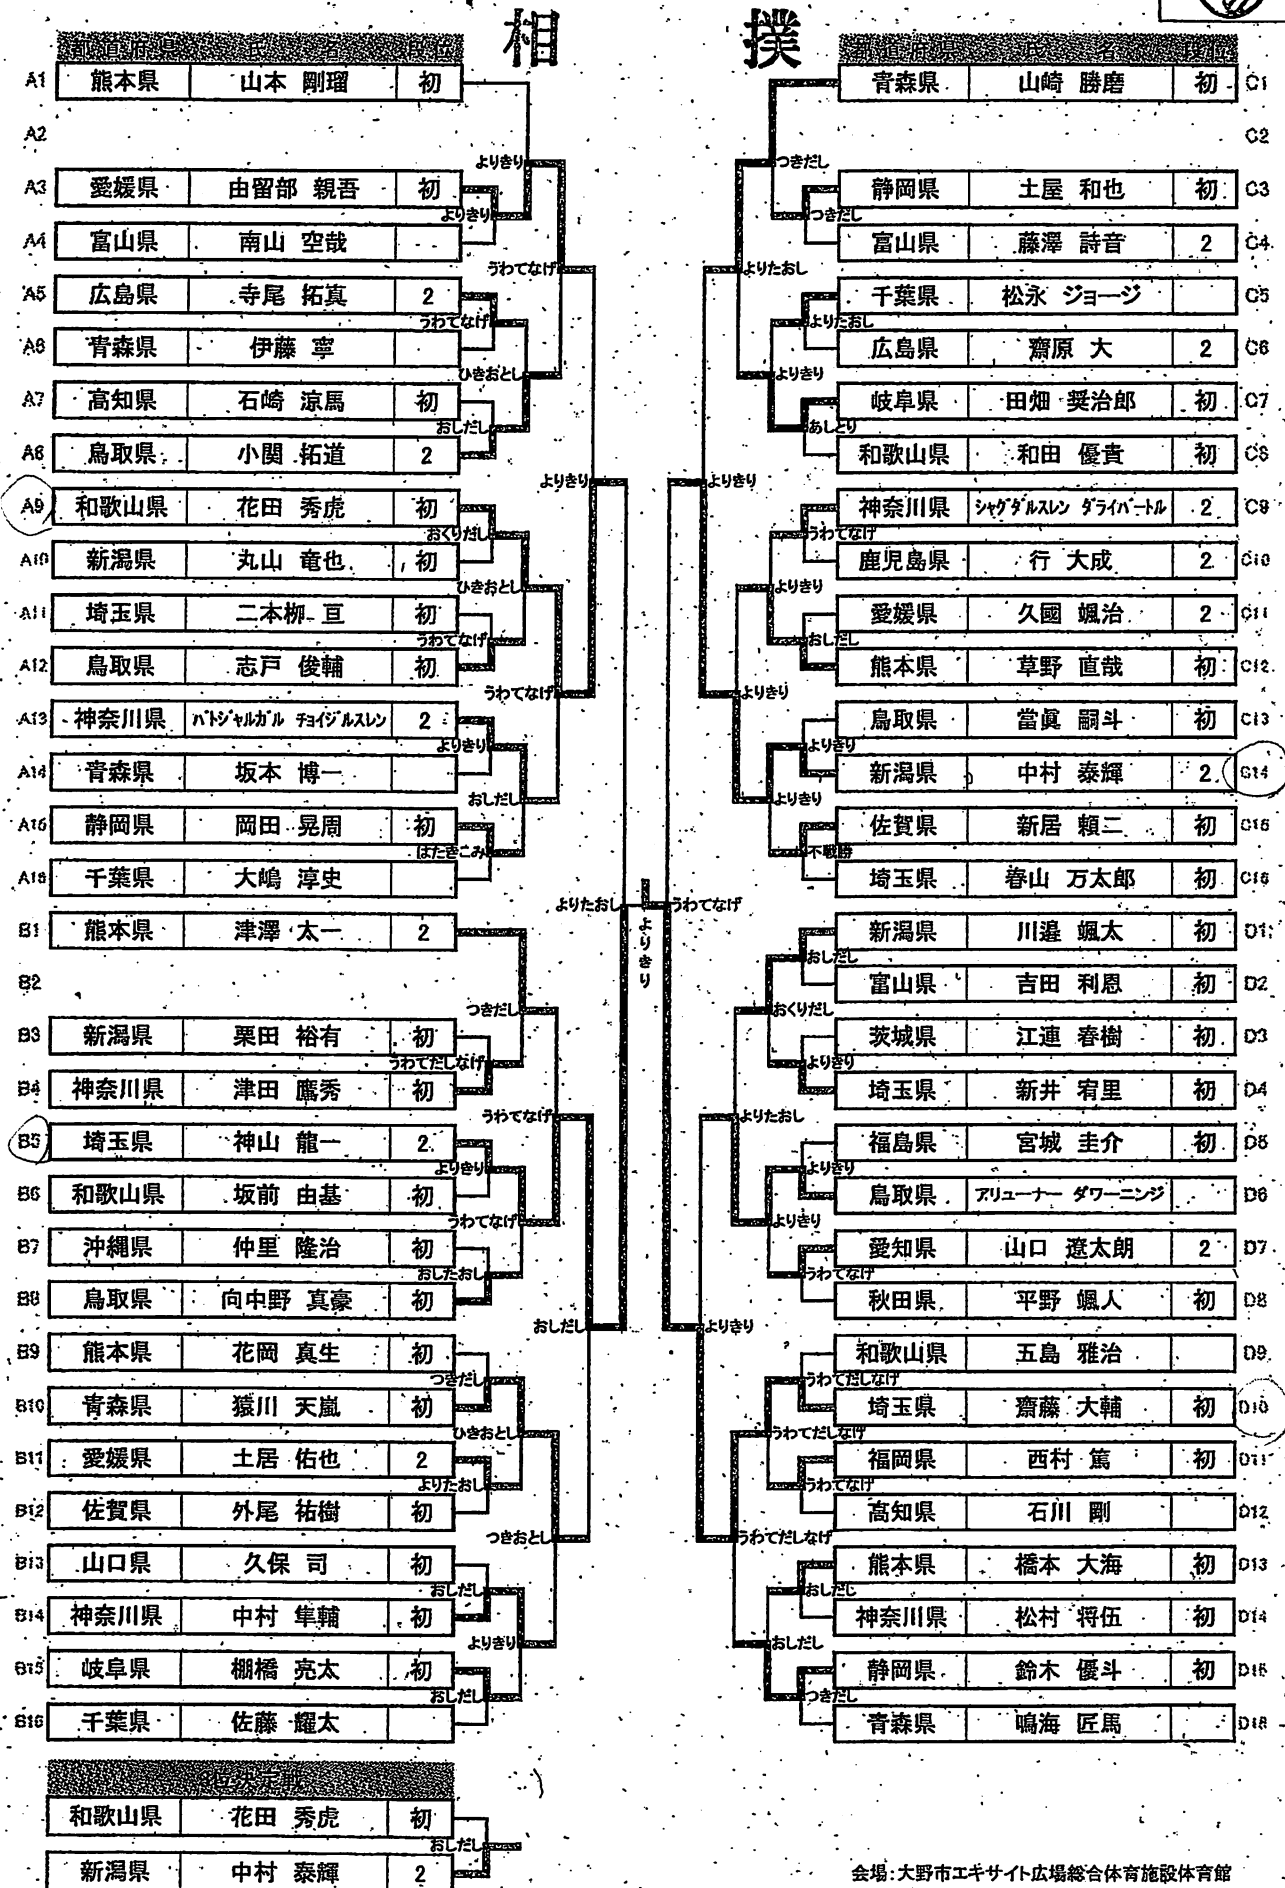 相 撲
都道府県 氏 名 段位
A1 熊本県 山本 剛瑠 初
A2
A3 愛媛県 由留部 親吾 初
A4 富山県 南山 空哉
A5 広島県 寺尾 拓真 2
A6 青森県 伊藤 寧
A7 高知県 石崎 涼馬 初
A8 鳥取県 小関 拓道 2
A9 和歌山県 花田 秀虎 初
A10 新潟県 丸山 竜也 初
A11 埼玉県 二本柳 亘 初
A12 鳥取県 志戸 俊輔 初
A13 神奈川県 バトジャルガル チョイジルスレン 2
A14 青森県 坂本 博一
A15 静岡県 岡田 晃周 初
A16 千葉県 大嶋 淳史
B1 熊本県 津澤 太一 2
B2
B3 新潟県 栗田 裕有 初
B4 神奈川県 津田 鷹秀 初
B5 埼玉県 神山 龍一 2
B6 和歌山県 坂前 由基 初
B7 沖縄県 仲里 隆治 初
B8 鳥取県 向中野 真豪 初
B9 熊本県 花岡 真生 初
B10 青森県 猿川 天嵐 初
B11 愛媛県 土居 佑也 2
B12 佐賀県 外尾 祐樹 初
B13 山口県 久保 司 初
B14 神奈川県 中村 隼輔 初
B15 岐阜県 棚橋 亮太 初
B16 千葉県 佐藤 耀太
よりきり
よりきり
うわてなげ
うわてなげ
ひきおとし
おしだし
よりきり
おくりだし
ひきおとし
うわてなげ
うわてなげ
よりきり
おしだし
はたきこみ
よりたおし
つきだし
うわてだしなげ
うわてなげ
よりきり
うわてなげ
おしたおし
おしだし
つきだし
ひきおとし
よりたおし
つきおとし
おしだし
よりきり
おしだし
よりきり
都道府県 氏 名 段位
青森県 山崎 勝磨 初 C1
C2
静岡県 土屋 和也 初 C3
富山県 藤澤 詩音 2 C4
千葉県 松永 ジョージ C5
広島県 齋原 大 2 C6
岐阜県 田畑 奨治郎 初 C7
和歌山県 和田 優貴 初 C8
神奈川県 シャグダルスレン ダライバートル 2 C9
鹿児島県 行 大成 2 C10
愛媛県 久國 颯治 2 C11
熊本県 草野 直哉 初 C12
鳥取県 當眞 嗣斗 初 C13
新潟県 中村 泰輝 2 C14
佐賀県 新居 頼二 初 C15
埼玉県 春山 万太郎 初 C16
新潟県 川邉 颯太 初 D1
富山県 吉田 利恩 初 D2
茨城県 江連 春樹 初 D3
埼玉県 新井 宥里 初 D4
福島県 宮城 圭介 初 D5
鳥取県 アリューナー ダワーニンジ D6
愛知県 山口 遼太朗 2 D7
秋田県 平野 颯人 初 D8
和歌山県 五島 雅治 D9
埼玉県 齋藤 大輔 初 D10
福岡県 西村 篤 初 D11
高知県 石川 剛 D12
熊本県 橋本 大海 初 D13
神奈川県 松村 将伍 初 D14
静岡県 鈴木 優斗 初 D15
青森県 鳴海 匠馬 D16
つきだし
つきだし
よりたおし
よりたおし
よりきり
あしとり
よりきり
うわてなげ
よりきり
おしだし
よりきり
よりきり
よりきり
不戦勝
うわてなげ
おしだし
おくりだし
よりきり
よりたおし
よりきり
よりきり
うわてなげ
よりきり
うわてだしなげ
うわてだしなげ
うわてなげ
うわてだしなげ
おしだし
おしだし
つきだし
3位決定戦
和歌山県 花田 秀虎 初
おしだし
新潟県 中村 泰輝 2
会場:大野市エキサイト広場総合体育施設体育館